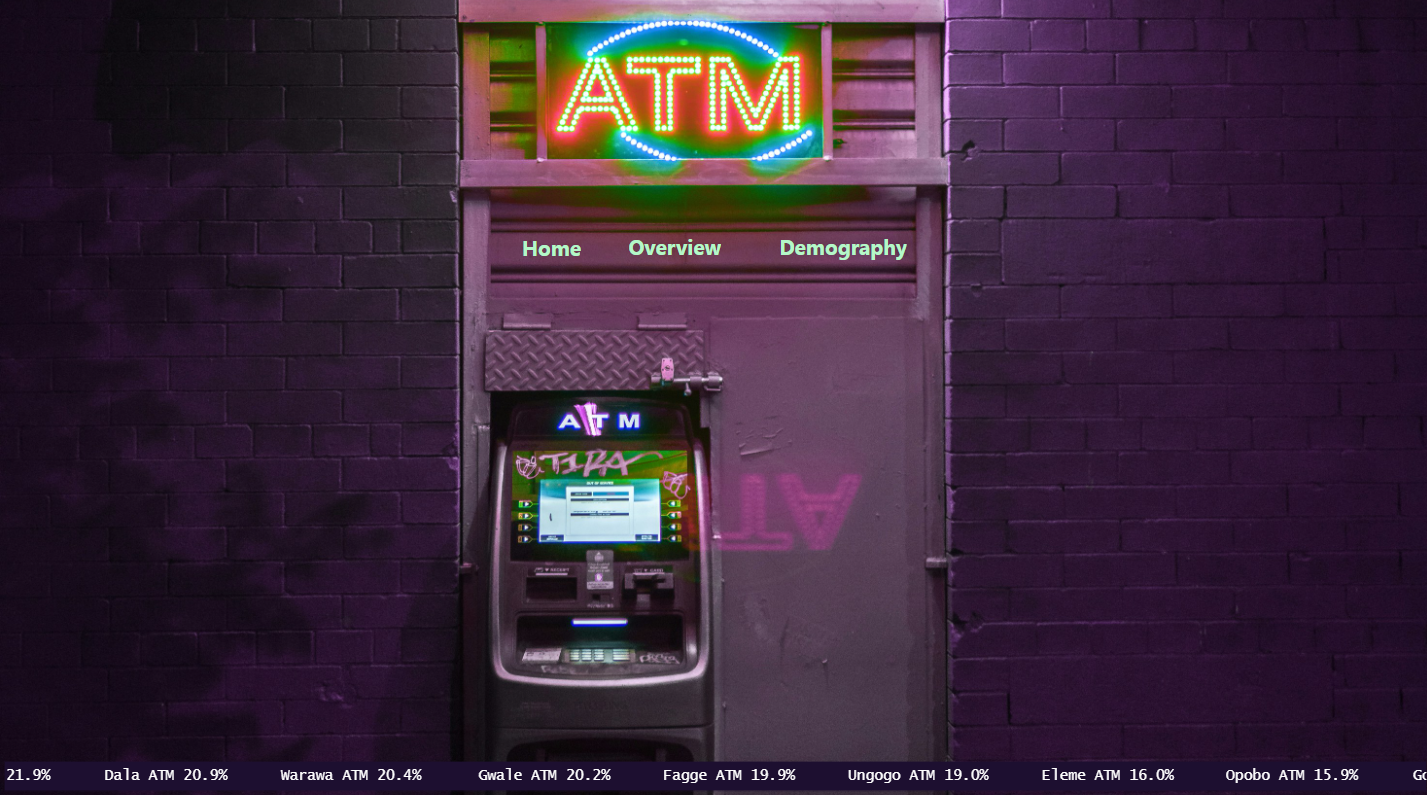 ATM
Home Overview Demography
ATM
TIRA
21.9% Dala ATM 20.9% Warawa ATM 20.4% Gwale ATM 20.2% Fagge ATM 19.9% Ungogo ATM 19.0% Eleme ATM 16.0% Opobo ATM 15.9%